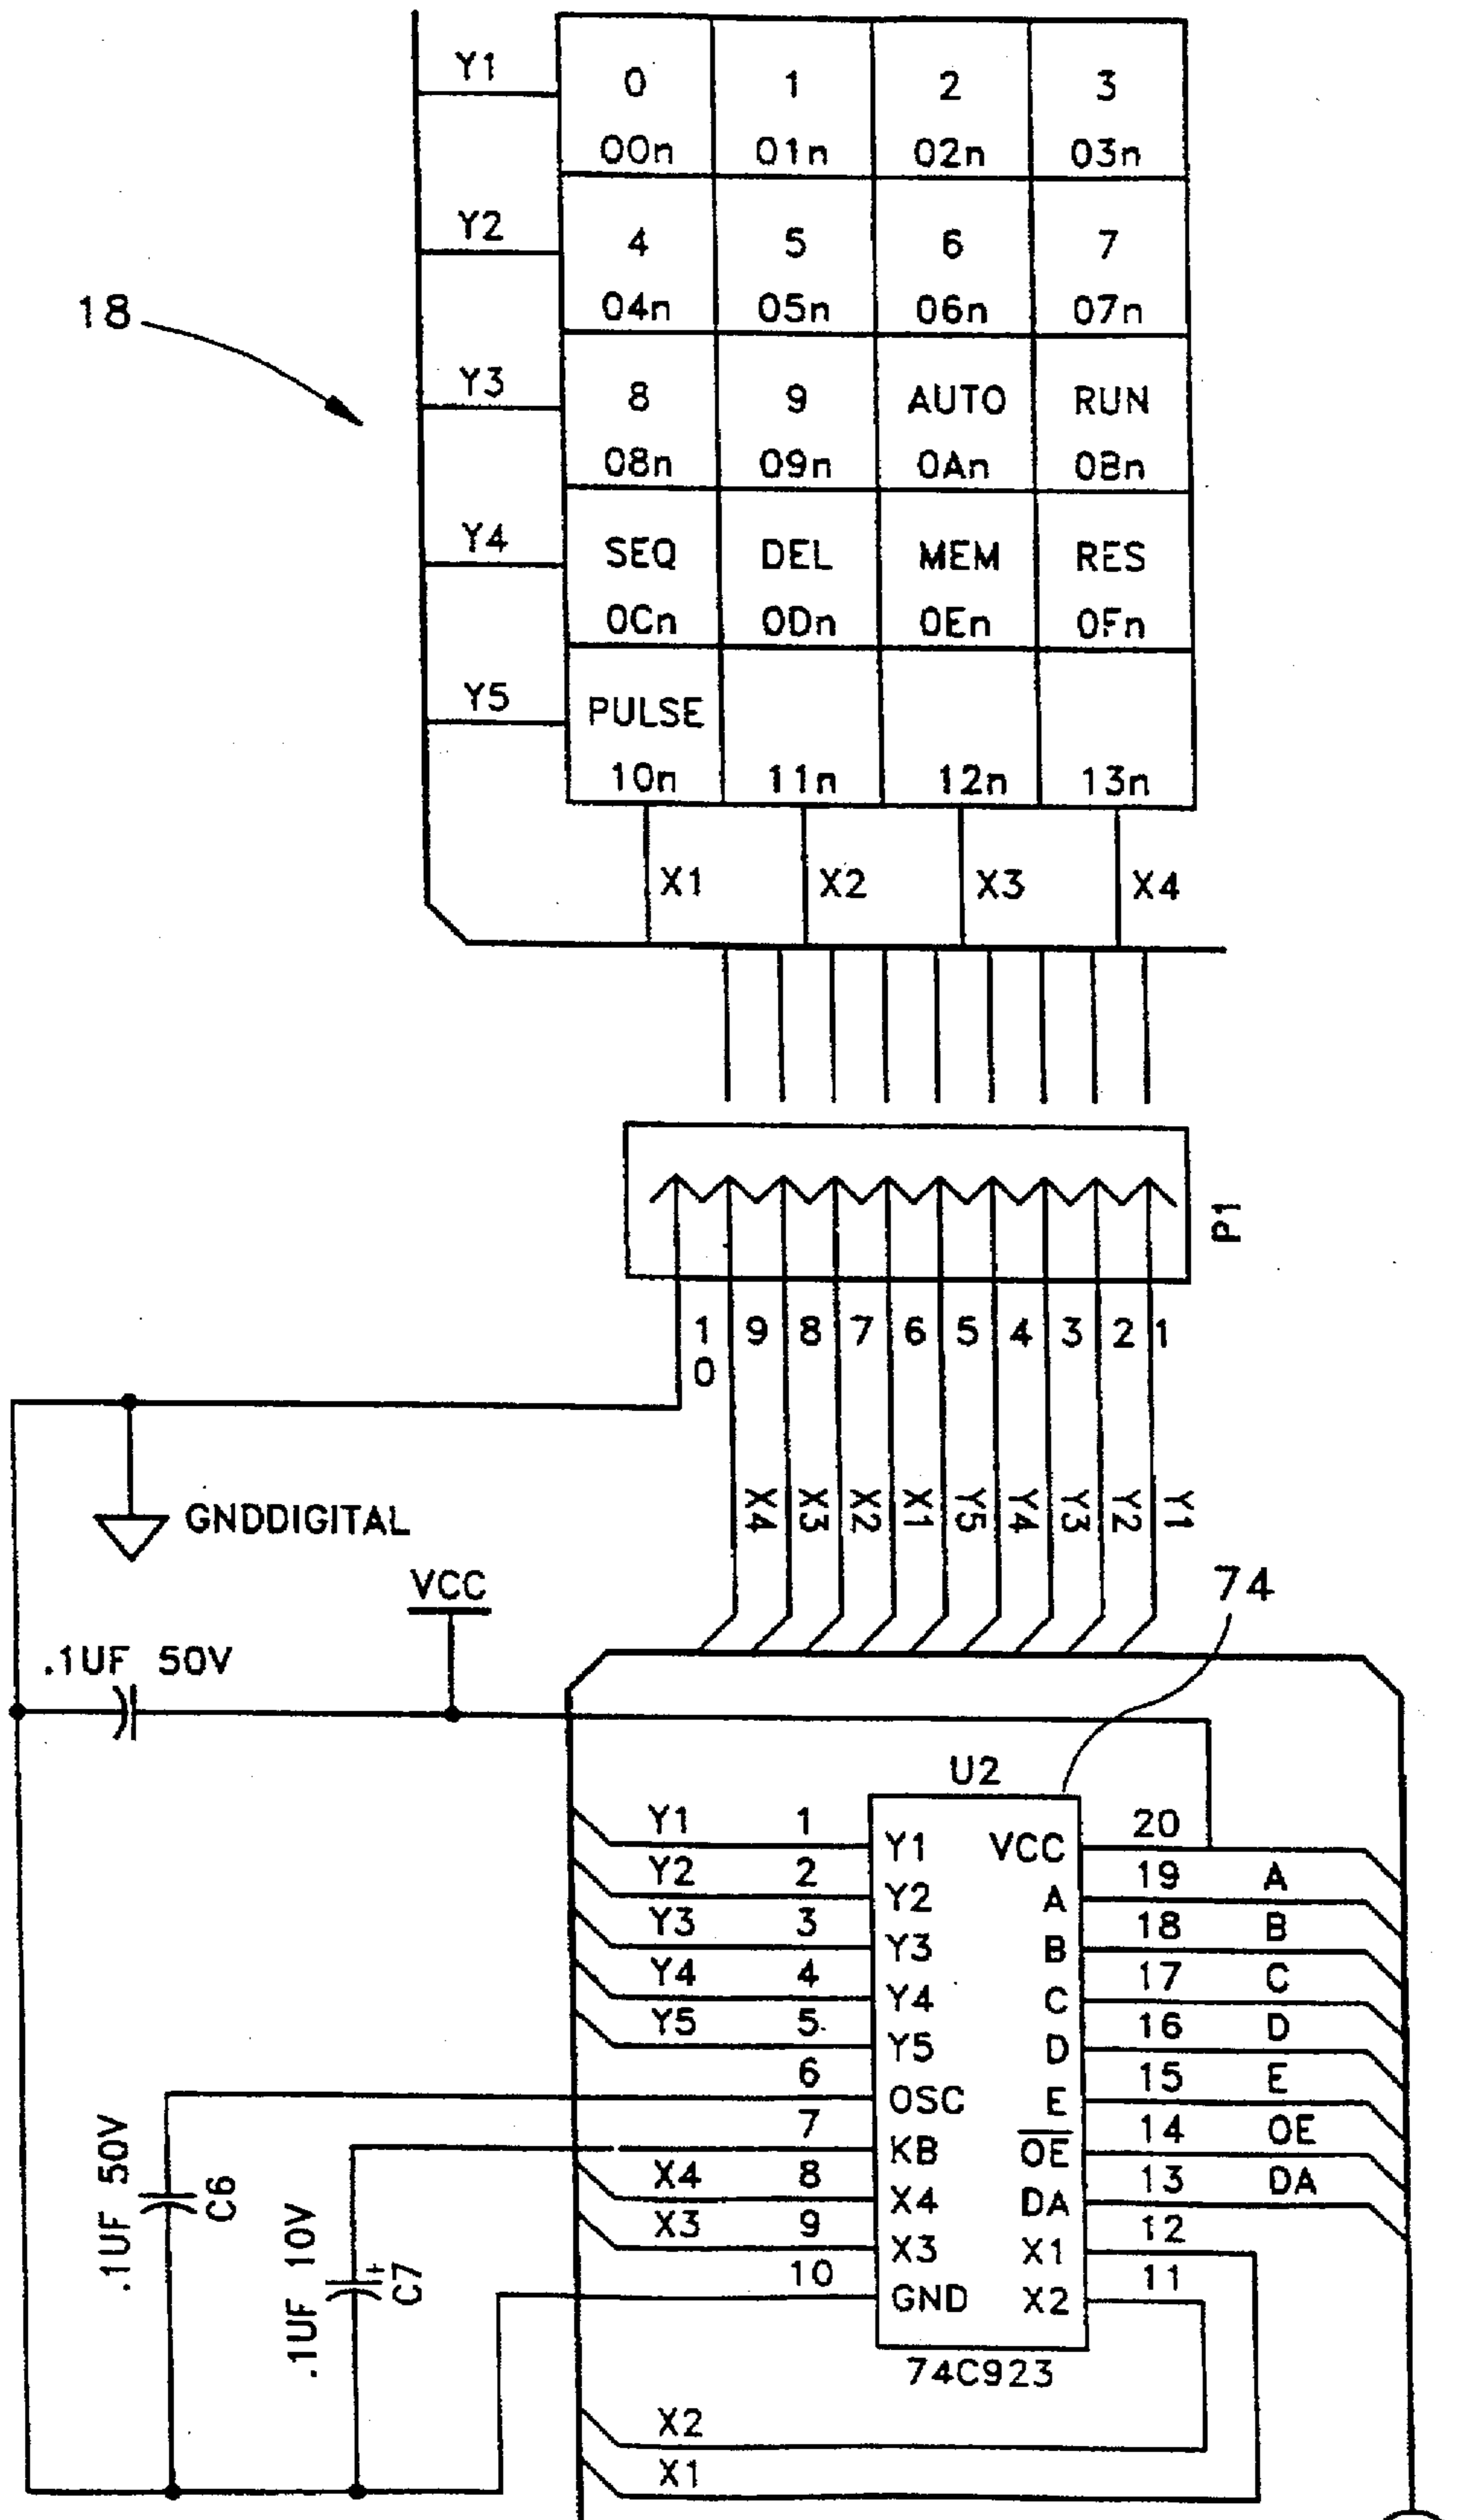 Y1 0 1 2 3
00n 01n 02n 03n
Y2 4 5 6 7
04n 05n 06n 07n
18
Y3 8 9 AUTO RUN
08n 09n 0An 0Bn
Y4 SEQ DEL MEM RES
0Cn 0Dn 0En 0Fn
Y5 PULSE
10n 11n 12n 13n
X1 X2 X3 X4
P1
10 9 8 7 6 5 4 3 2 1
X4 X3 X2 X1 Y5 Y4 Y3 Y2 Y1
GNDDIGITAL
VCC
74
.1UF 50V
U2
Y1 1 Y1 VCC 20
Y2 2 Y2 A 19 A
Y3 3 Y3 B 18 B
Y4 4 Y4 C 17 C
Y5 5 Y5 D 16 D
6 OSC E 15 E
7 KB OE 14 OE
X4 8 X4 DA 13 DA
X3 9 X3 X1 12
10 GND X2 11
.1UF 50V C6
.1UF 10V + C7
74C923
X2
X1